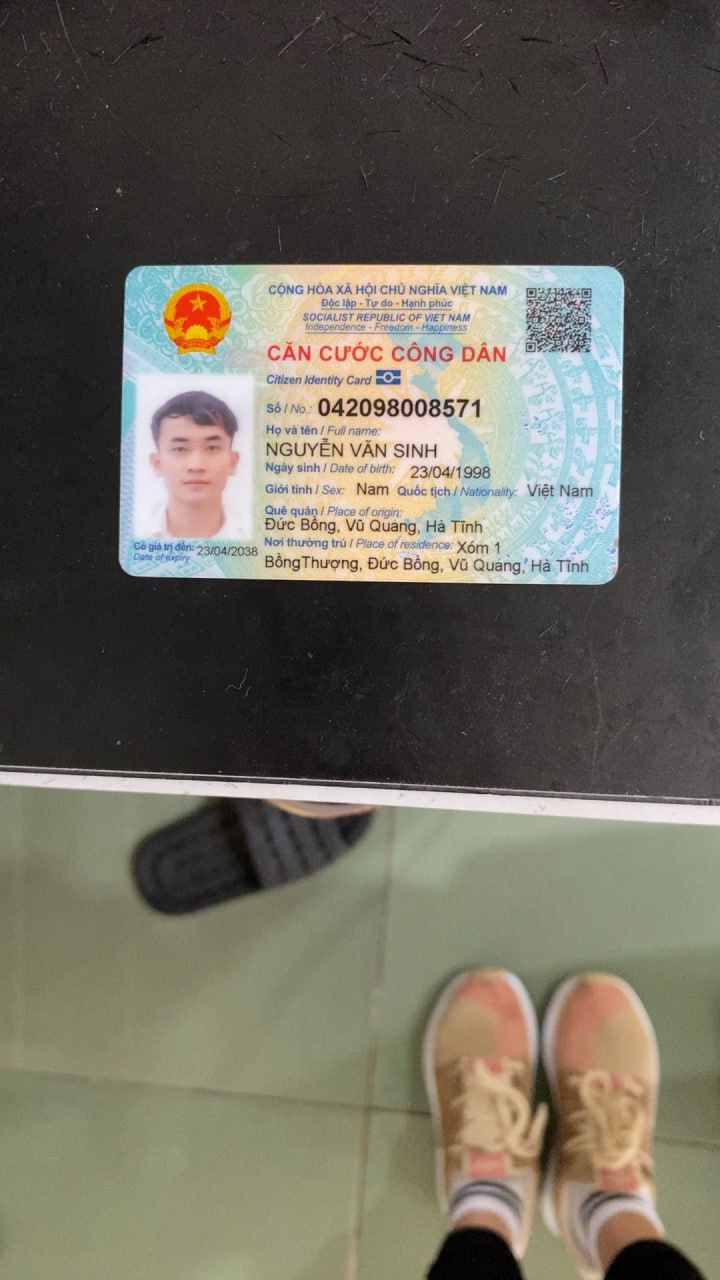 CỘNG HÒA XÃ HỘI CHỦ NGHĨA VIỆT NAM
Độc lập - Tự do - Hạnh phúc
SOCIALIST REPUBLIC OF VIET NAM
Independence - Freedom - Happiness
CĂN CƯỚC CÔNG DÂN
Citizen Identity Card
Số / No.: 042098008571
Họ và tên / Full name:
NGUYỄN VĂN SINH
Ngày sinh / Date of birth: 23/04/1998
Giới tính / Sex: Nam Quốc tịch / Nationality: Việt Nam
Quê quán / Place of origin:
Đức Bồng, Vũ Quang, Hà Tĩnh
Nơi thường trú / Place of residence: Xóm 1
BồngThượng, Đức Bồng, Vũ Quang, Hà Tĩnh
Có giá trị đến: 23/04/2038
Date of expiry